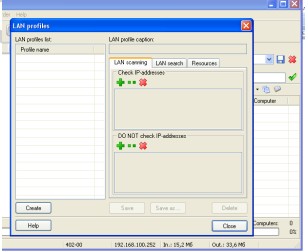 File Help
LAN profiles
LAN profiles list:
LAN profile caption:
Profile name
LAN scanning
LAN search
Resources
Check IP-addresses
DO NOT check IP-addresses
Computer
Create
Save
Save as...
Delete
Help
Close
Computers: 0
0%
402-00
192.168.100.252
In.: 15,2 Мб
Out.: 33,6 Мб